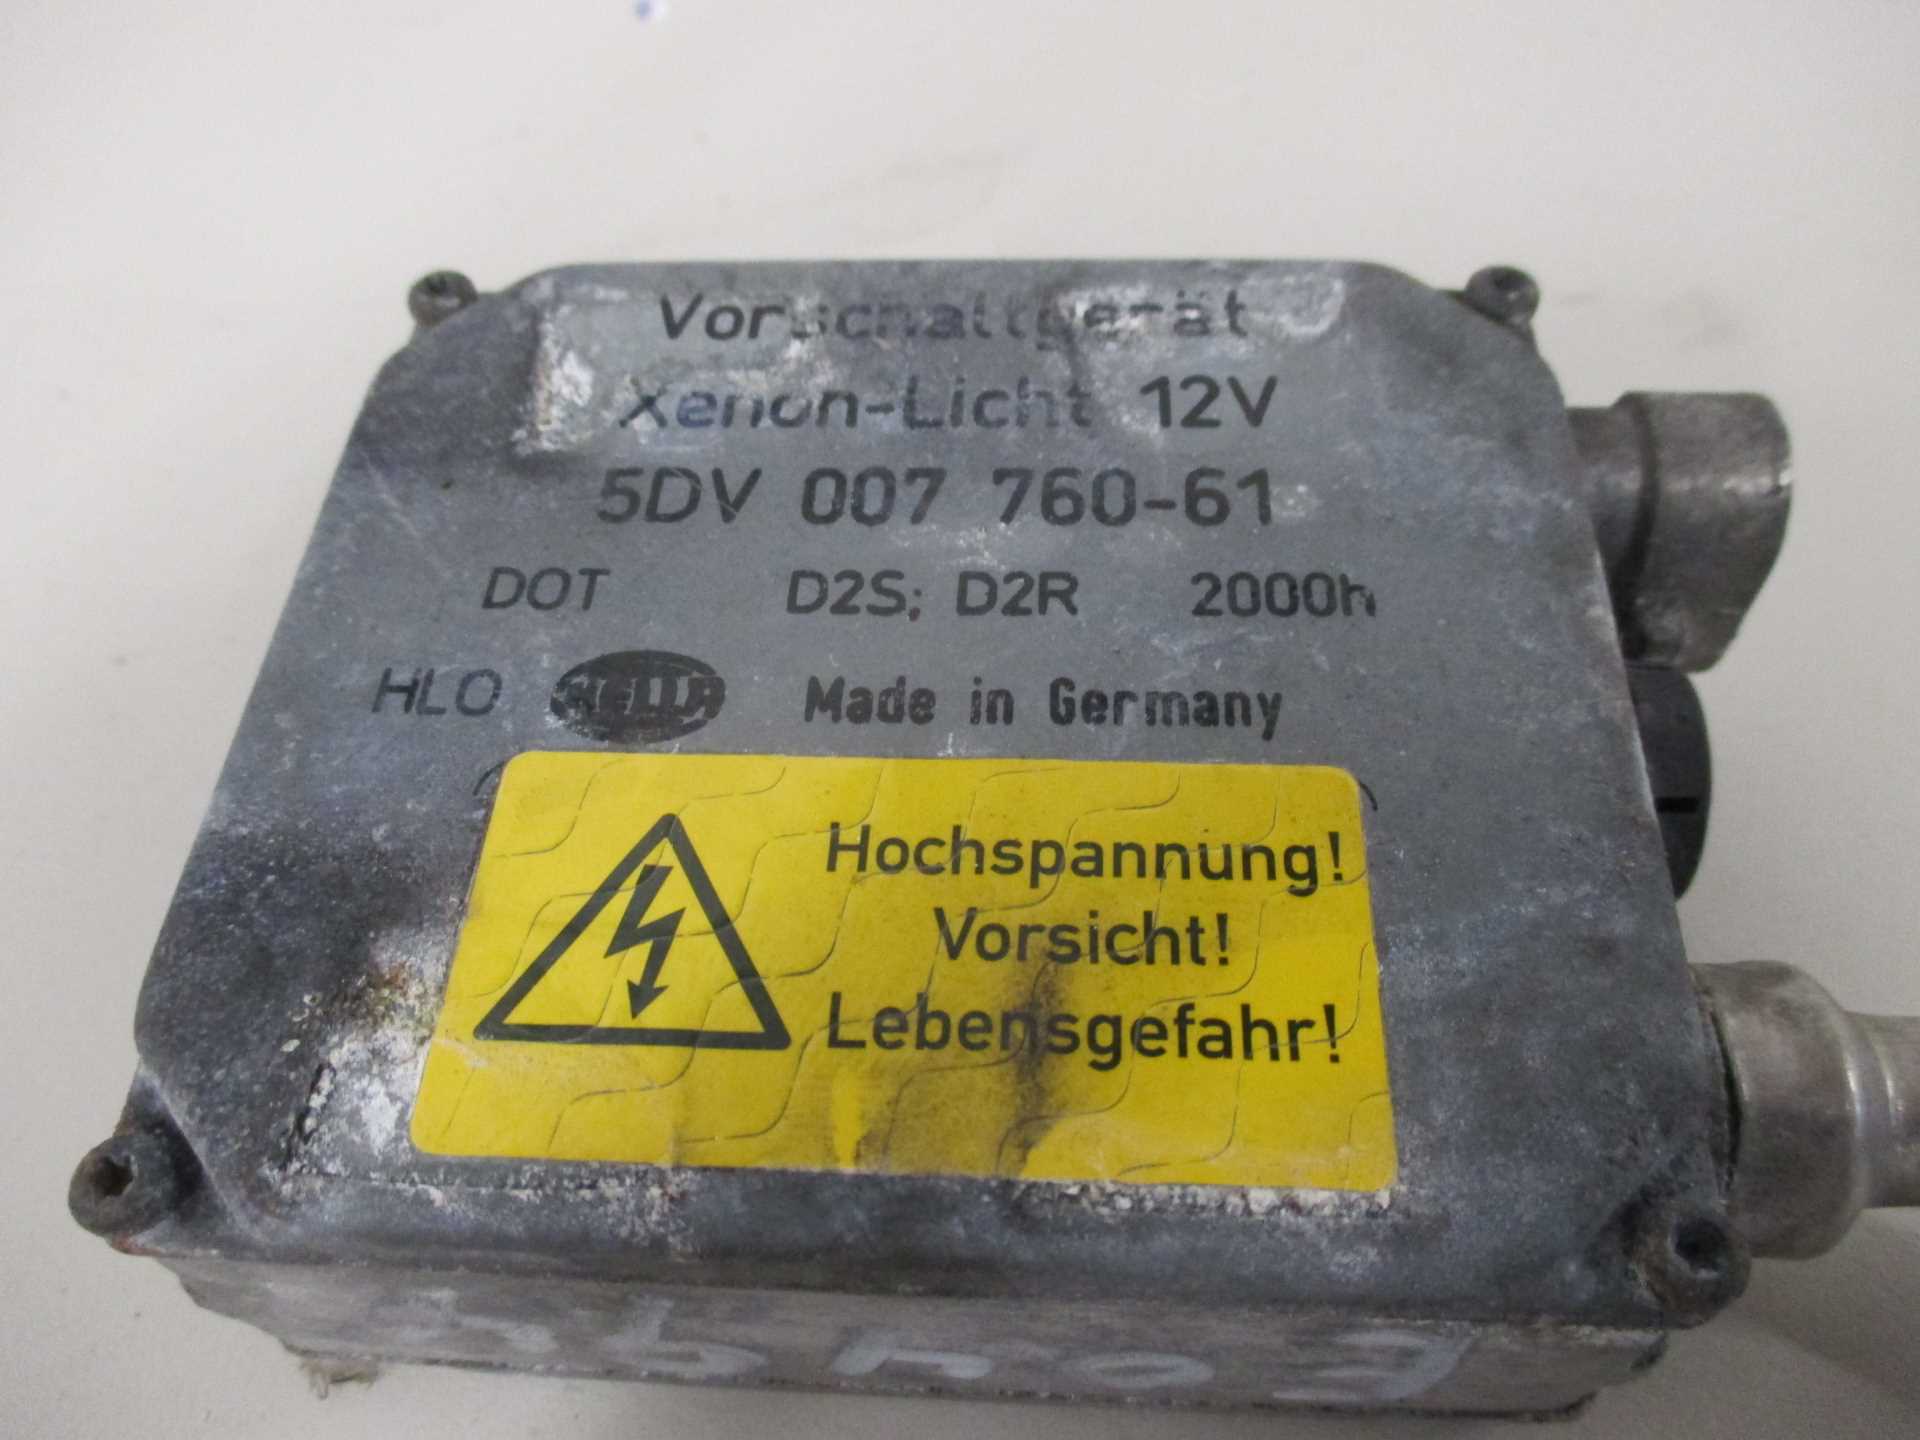 Vorschaltgerät
Xenon-Licht 12V
5DV 007 760-61
DOT D2S; D2R 2000h
HLO HELLA Made in Germany
Hochspannung!
Vorsicht!
Lebensgefahr!